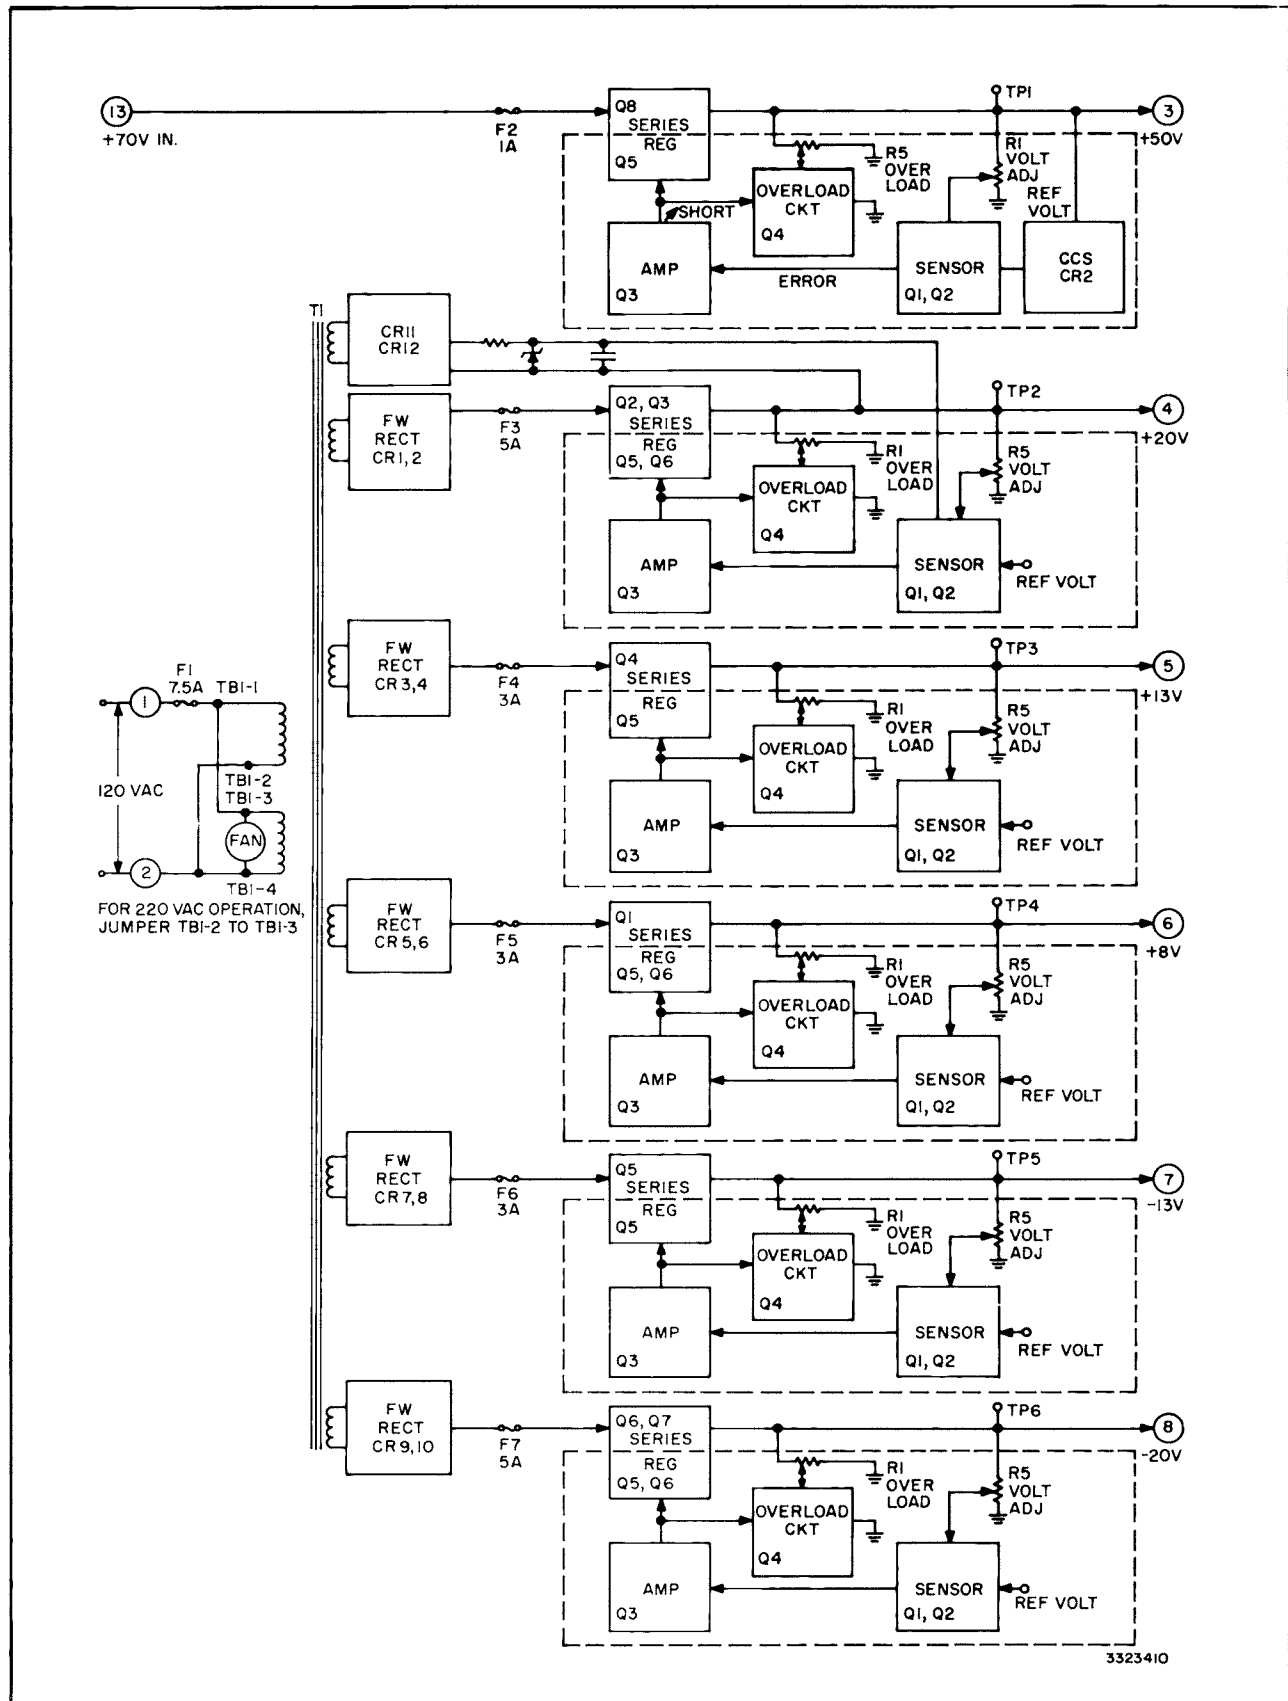 13
+70V IN.
F2
1A
Q8
SERIES
REG
Q5
TP1
3
+50V
R5
OVER
LOAD
R1
VOLT
ADJ
REF
VOLT
SHORT
OVERLOAD
CKT
Q4
AMP
Q3
ERROR
SENSOR
Q1, Q2
CCS
CR2
T1
CR11
CR12
FW
RECT
CR1, 2
F3
5A
Q2, Q3
SERIES
REG
Q5, Q6
TP2
4
+20V
R1
OVER
LOAD
R5
VOLT
ADJ
OVERLOAD
CKT
Q4
AMP
Q3
SENSOR
Q1, Q2
REF VOLT
FW
RECT
CR3,4
F4
3A
Q4
SERIES
REG
Q5
TP3
5
+13V
R1
OVER
LOAD
R5
VOLT
ADJ
OVERLOAD
CKT
Q4
AMP
Q3
SENSOR
Q1, Q2
REF VOLT
F1
7.5A
TB1-1
1
120 VAC
TB1-2
TB1-3
FAN
2
TB1-4
FOR 220 VAC OPERATION,
JUMPER TB1-2 TO TB1-3
FW
RECT
CR5,6
F5
3A
Q1
SERIES
REG
Q5, Q6
TP4
6
+8V
R1
OVER
LOAD
R5
VOLT
ADJ
OVERLOAD
CKT
Q4
AMP
Q3
SENSOR
Q1, Q2
REF VOLT
FW
RECT
CR7,8
F6
3A
Q5
SERIES
REG
Q5
TP5
7
-13V
R1
OVER
LOAD
R5
VOLT
ADJ
OVERLOAD
CKT
Q4
AMP
Q3
SENSOR
Q1, Q2
REF VOLT
FW
RECT
CR9,10
F7
5A
Q6, Q7
SERIES
REG
Q5, Q6
TP6
8
-20V
R1
OVER
LOAD
R5
VOLT
ADJ
OVERLOAD
CKT
Q4
AMP
Q3
SENSOR
Q1, Q2
REF VOLT
3323410